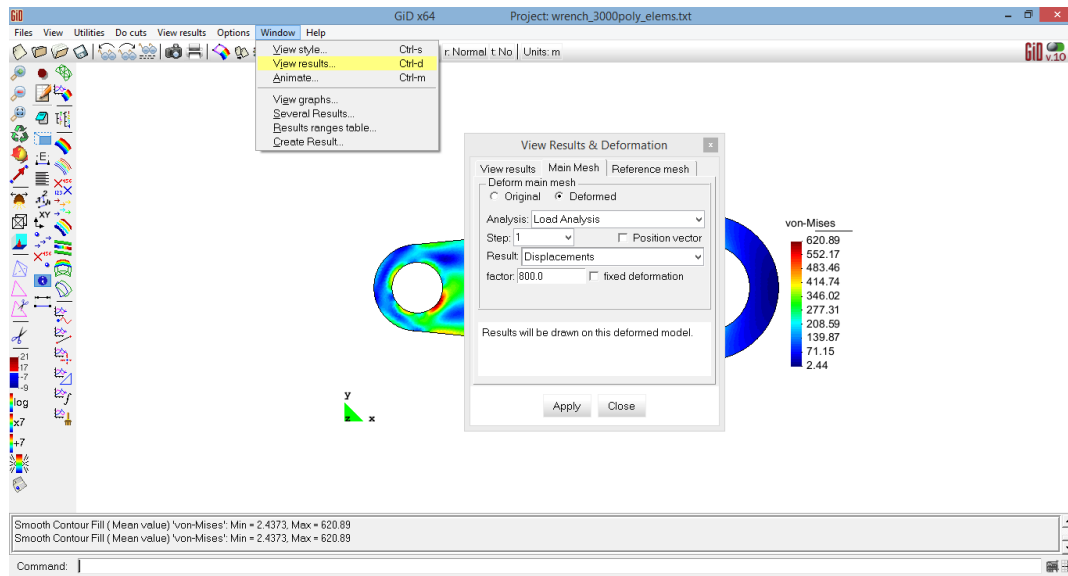 GiD
GiD x64 Project: wrench_3000poly_elems.txt
Files View Utilities Do cuts View results Options Window Help
r: Normal t: No Units: m
GiD v.10
View style... Ctrl-s
View results... Ctrl-d
Animate... Ctrl-m
View graphs...
Several Results...
Results ranges table...
Create Result...
View Results & Deformation
x
View results Main Mesh Reference mesh
Deform main mesh
Original Deformed
Analysis: Load Analysis
Step: 1 Position vector
Result: Displacements
factor: 800.0 fixed deformation
Results will be drawn on this deformed model.
Apply Close
von-Mises
620.89
552.17
483.46
414.74
346.02
277.31
208.59
139.87
71.15
2.44
y
z x
E
XY
21
17
-7
-9
log
x7
+7
Smooth Contour Fill ( Mean value) 'von-Mises': Min = 2.4373, Max = 620.89
Smooth Contour Fill ( Mean value) 'von-Mises': Min = 2.4373, Max = 620.89
Command: